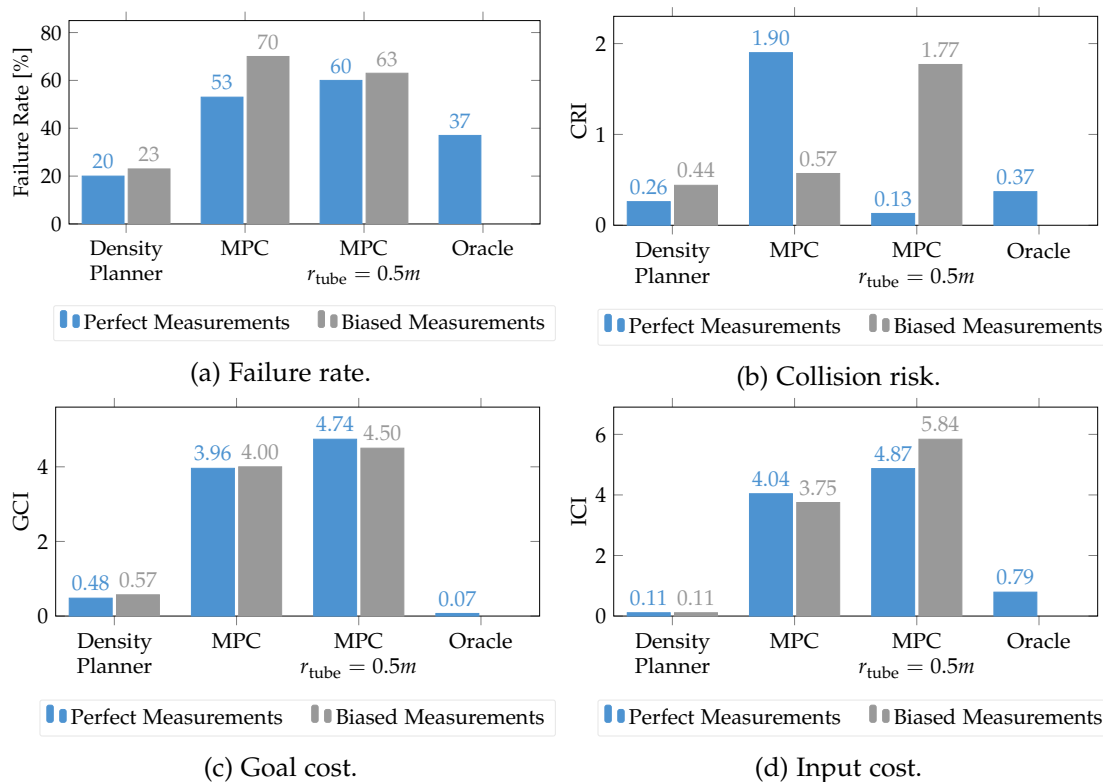 Failure Rate [%]
80
60
40
20
0
20
23
53
70
60
63
37
Density
Planner
MPC
MPC
r_tube = 0.5m
Oracle
Perfect Measurements
Biased Measurements
(a) Failure rate.
CRI
2
1
0
0.26
0.44
1.90
0.57
0.13
1.77
0.37
Density
Planner
MPC
MPC
r_tube = 0.5m
Oracle
Perfect Measurements
Biased Measurements
(b) Collision risk.
GCI
4
2
0
0.48
0.57
3.96
4.00
4.74
4.50
0.07
Density
Planner
MPC
MPC
r_tube = 0.5m
Oracle
Perfect Measurements
Biased Measurements
(c) Goal cost.
ICI
6
4
2
0
0.11
0.11
4.04
3.75
4.87
5.84
0.79
Density
Planner
MPC
MPC
r_tube = 0.5m
Oracle
Perfect Measurements
Biased Measurements
(d) Input cost.